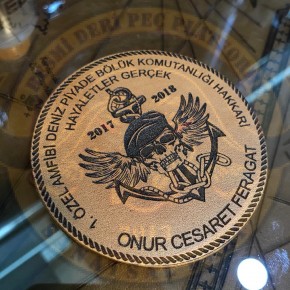 1. ÖZEL AMFİBİ DENİZ PİYADE BÖLÜK KOMUTANLIĞI HAKKARİ
HAYALETLER GERÇEK
2017 2018
ONUR CESARET FERAGAT